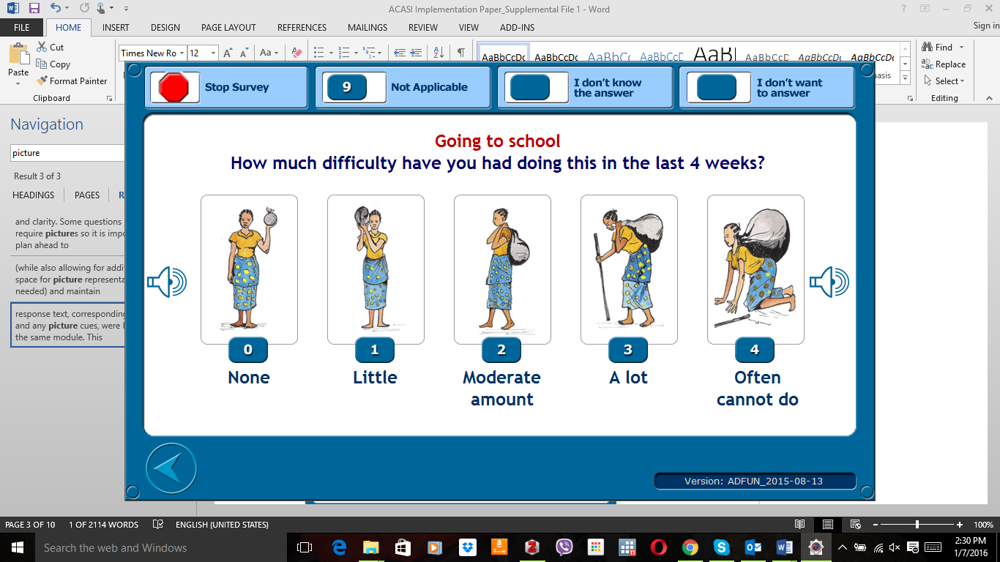 ACASI Implementation Paper_Supplemental File 1 - Word
FILE
HOME
INSERT
DESIGN
PAGE LAYOUT
REFERENCES
MAILINGS
REVIEW
VIEW
ADD-INS
Sign in
Paste
Cut
Copy
Format Painter
Clipboard
Times New Ro
12
Aa
AaBbCcDc
AaBbCcDc
AaBbC
AaBbCcC
AaB
AaBbCcC
AaBbCcDc
AaBbCcDc
hasis
Find
Replace
Select
Editing
Navigation
picture
Result 3 of 3
HEADINGS
PAGES
R
and clarity. Some questions
require pictures so it is impo
plan ahead to
(while also allowing for addi
space for picture representa
needed) and maintain
response text, corresponding
and any picture cues, were
the same module. This
Stop Survey
9
Not Applicable
I don't know
the answer
I don't want
to answer
Going to school
How much difficulty have you had doing this in the last 4 weeks?
0
1
2
3
4
None
Little
Moderate
amount
A lot
Often
cannot do
Version: ADFUN_2015-08-13
PAGE 3 OF 10
1 OF 2114 WORDS
ENGLISH (UNITED STATES)
100%
Search the web and Windows
2:30 PM
1/7/2016